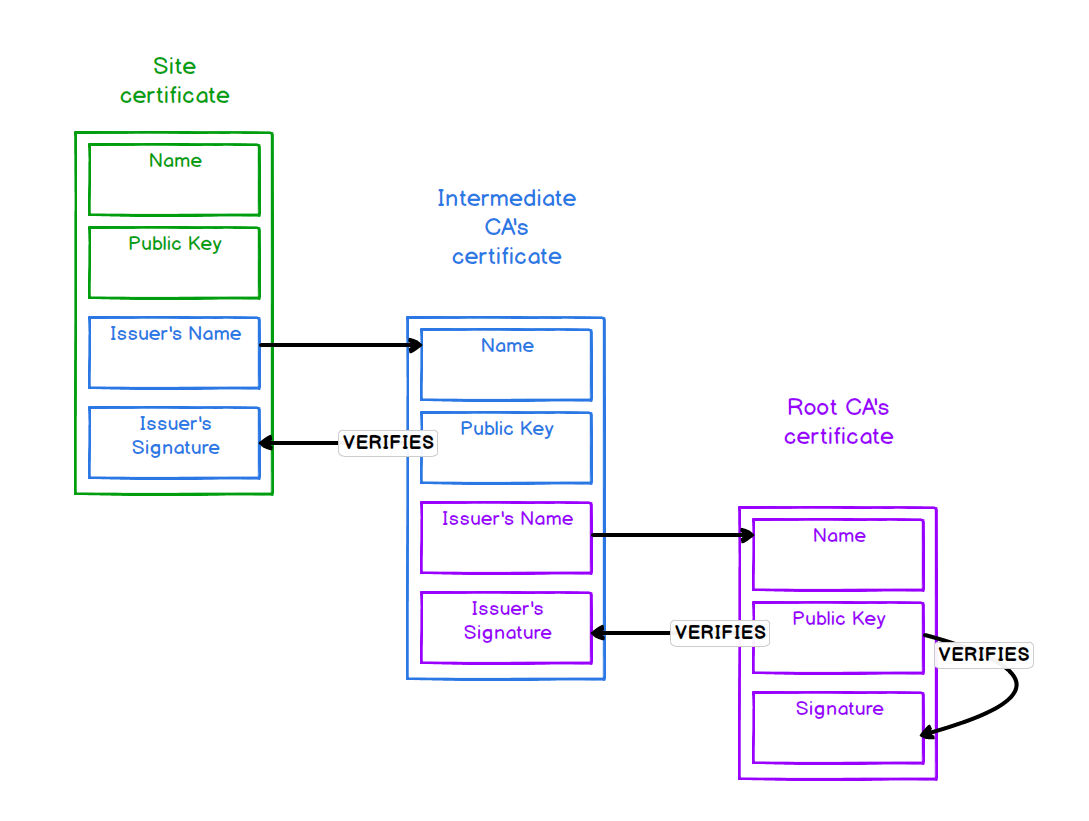 Site
certificate
Name
Public Key
Issuer's Name
Issuer's
Signature
Intermediate
CA's
certificate
Name
Public Key
VERIFIES
Issuer's Name
Issuer's
Signature
Root CA's
certificate
Name
Public Key
VERIFIES
VERIFIES
Signature